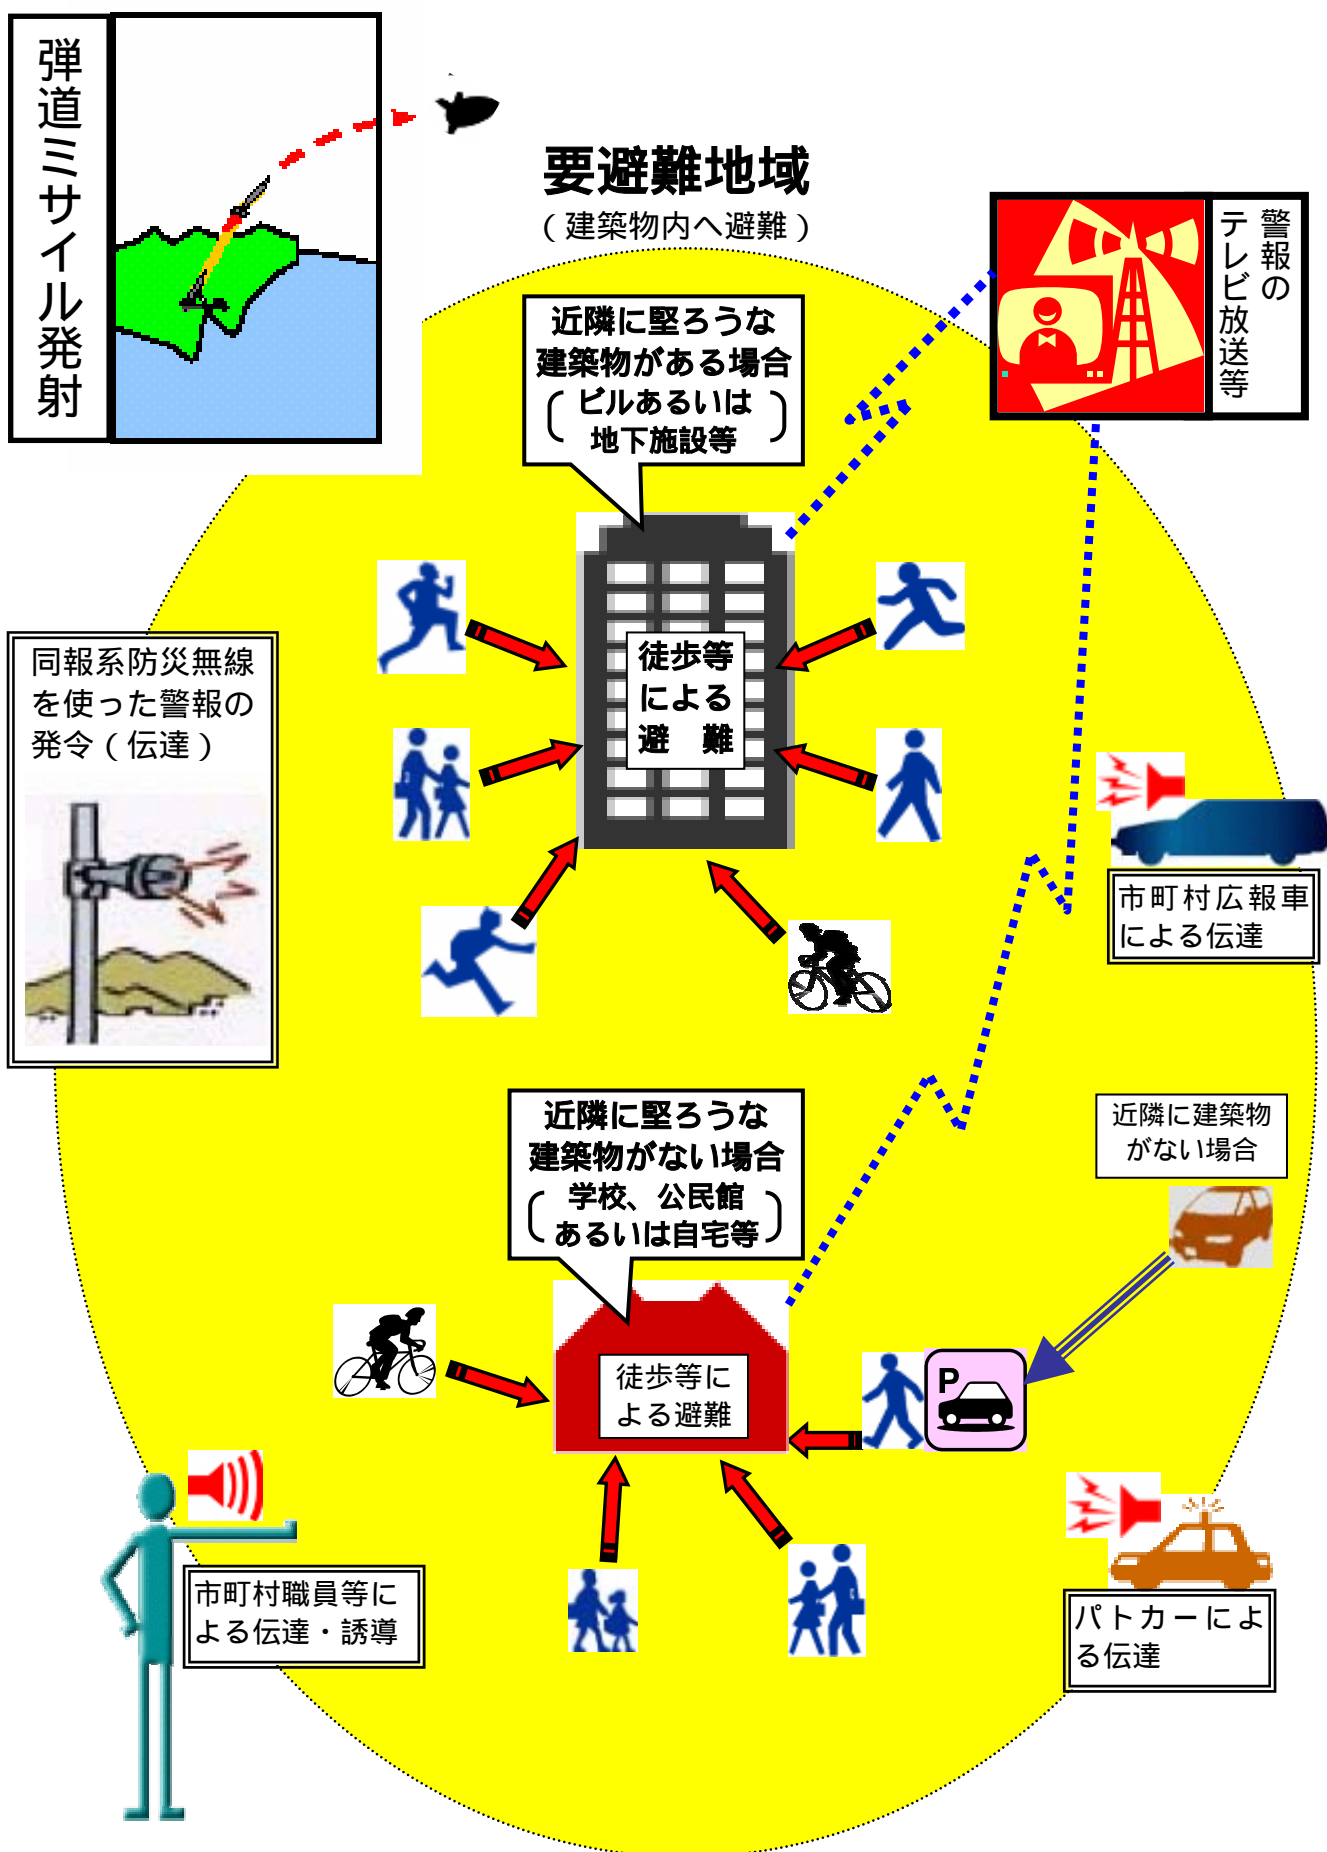 弾道ミサイル発射
要避難地域
（建築物内へ避難）
警報の
テレビ放送等
近隣に堅ろうな
建築物がある場合
ビルあるいは
地下施設等
徒歩等
による
避　難
同報系防災無線
を使った警報の
発令（伝達）
市町村広報車
による伝達
近隣に堅ろうな
建築物がない場合
学校、公民館
あるいは自宅等
近隣に建築物
がない場合
徒歩等に
よる避難
P
市町村職員等に
よる伝達・誘導
パトカーによ
る伝達